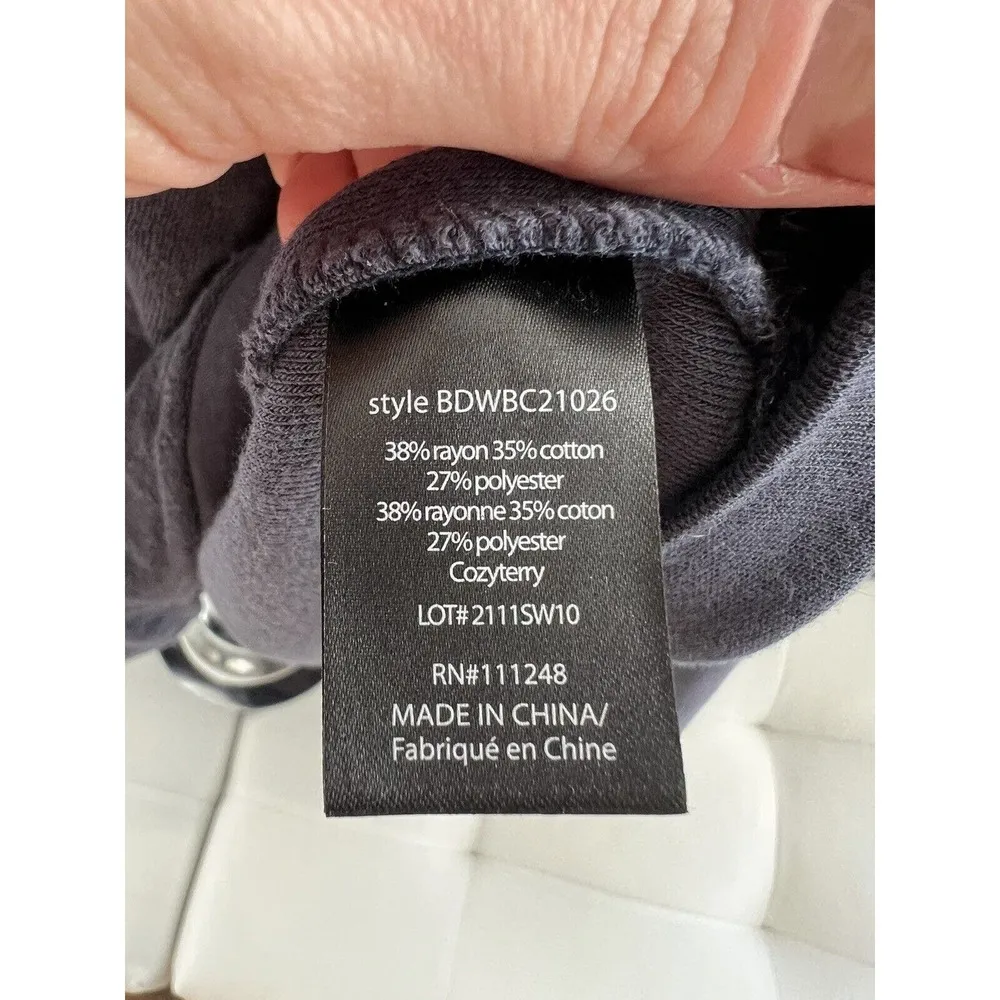 style BDWBC21026
38% rayon 35% cotton
27% polyester
38% rayonne 35% coton
27% polyester
Cozyterry
LOT# 2111SW10
RN#111248
MADE IN CHINA/
Fabriqué en Chine